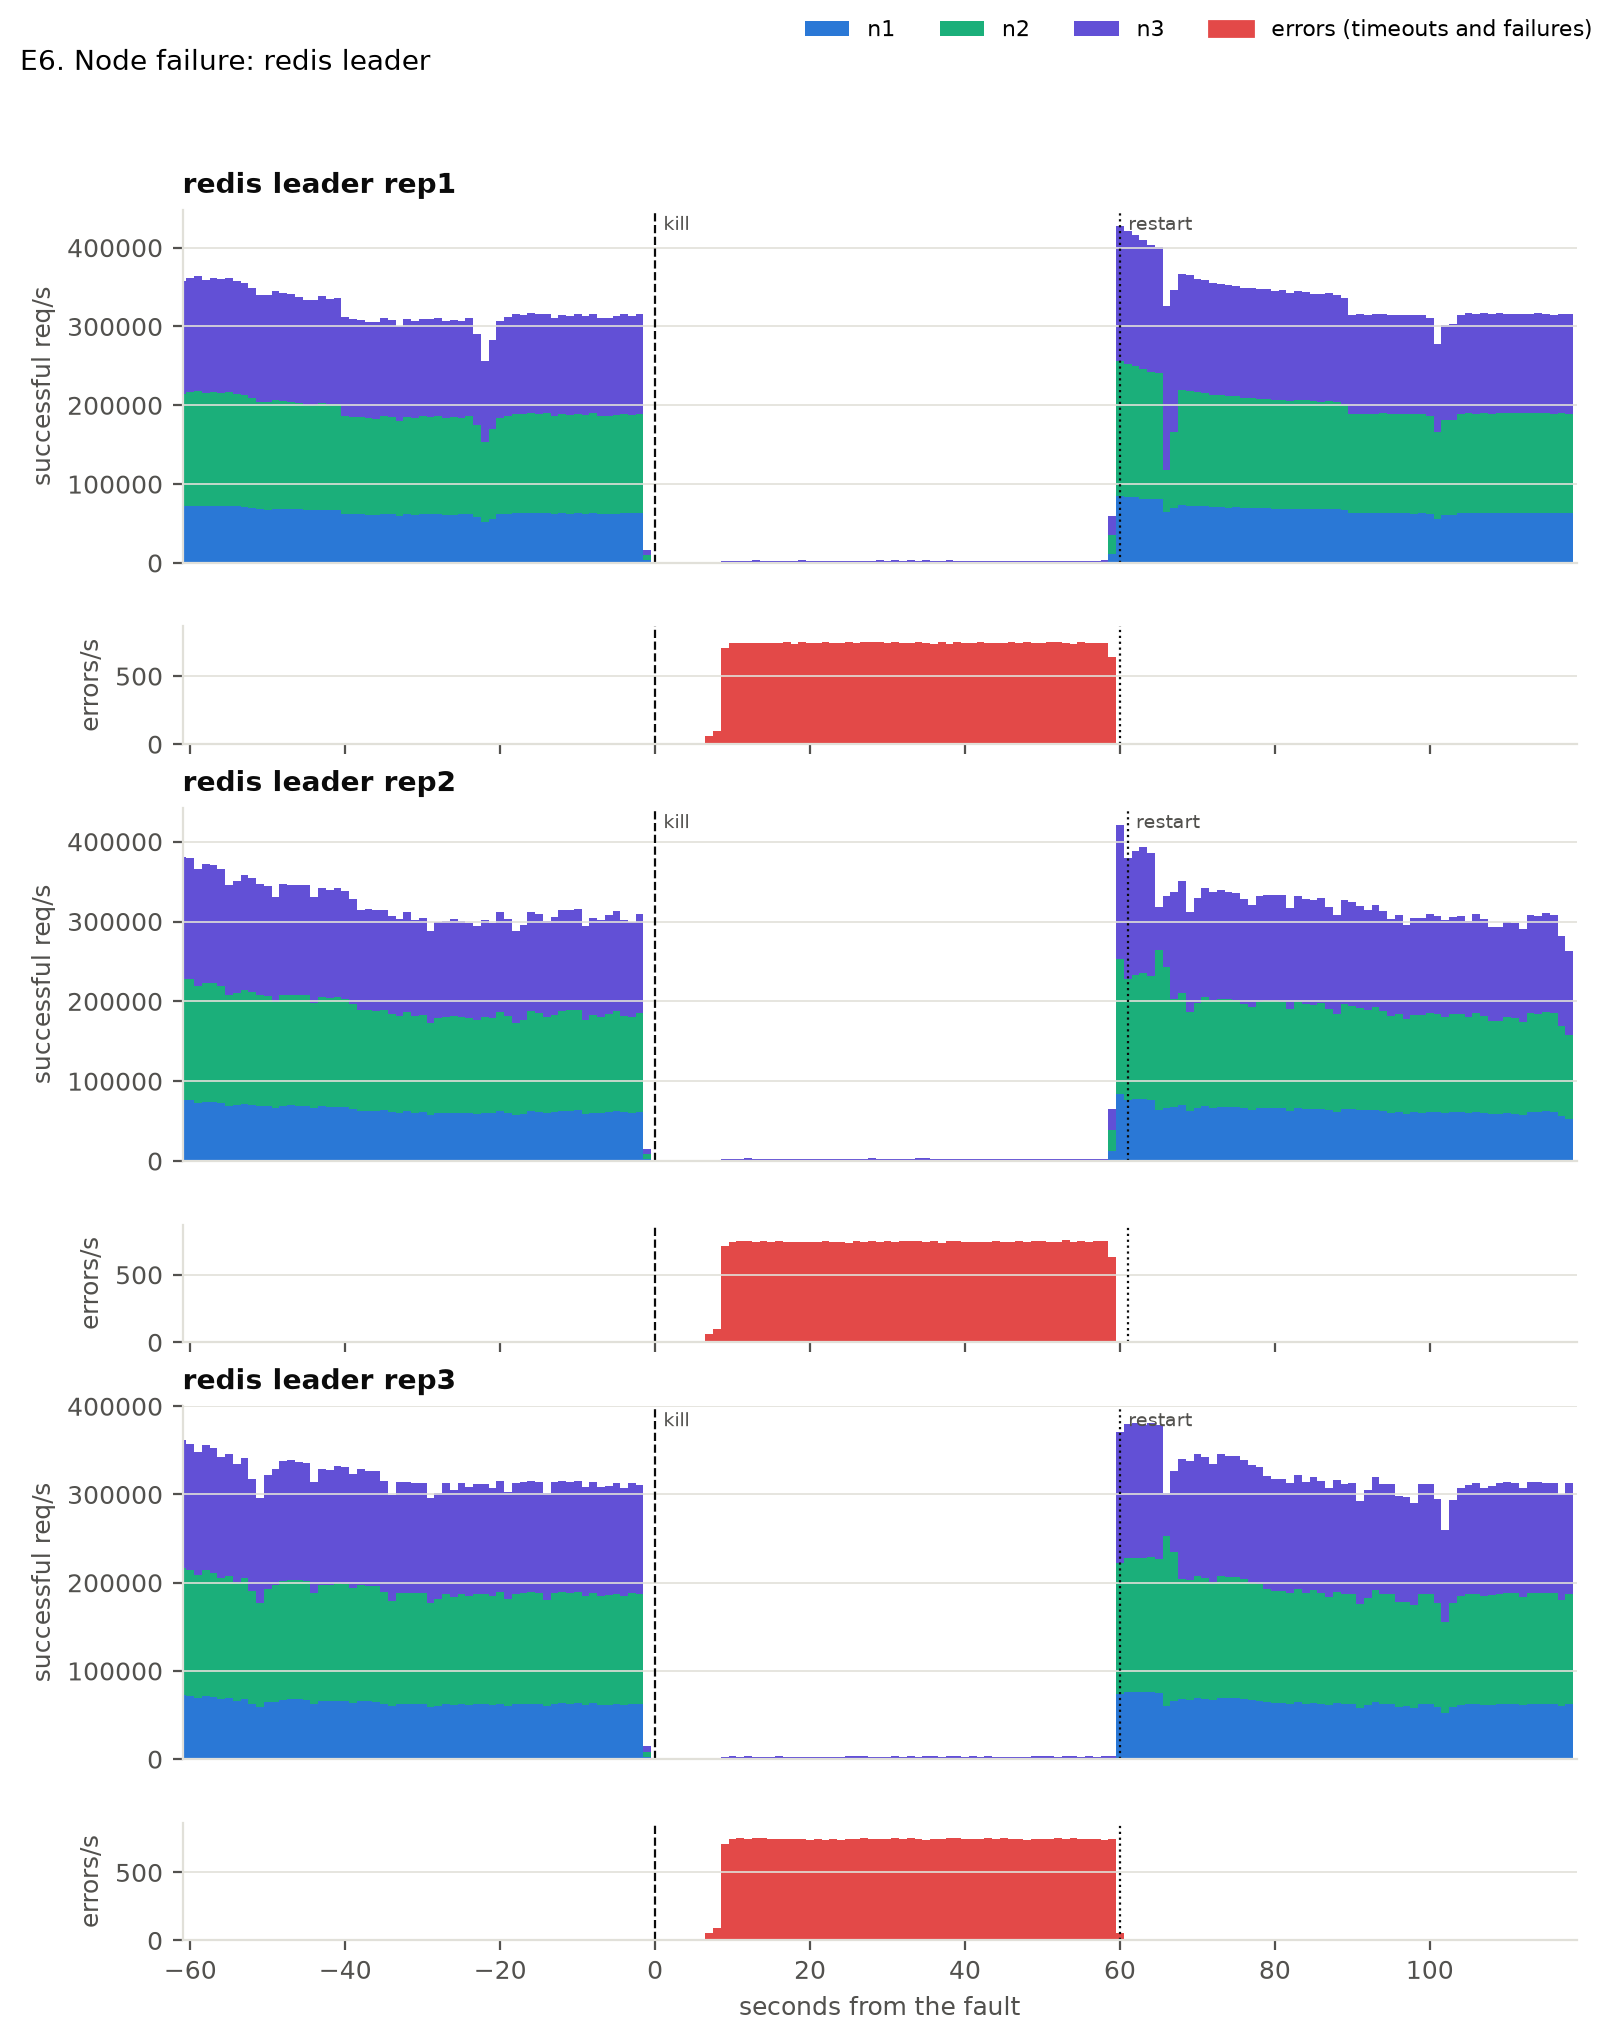 n1 n2 n3 errors (timeouts and failures)
E6. Node failure: redis leader
redis leader rep1
kill restart
successful req/s
400000
300000
200000
100000
0
errors/s
500
0
redis leader rep2
kill restart
successful req/s
400000
300000
200000
100000
0
errors/s
500
0
redis leader rep3
kill restart
successful req/s
400000
300000
200000
100000
0
errors/s
500
0
−60 −40 −20 0 20 40 60 80 100
seconds from the fault